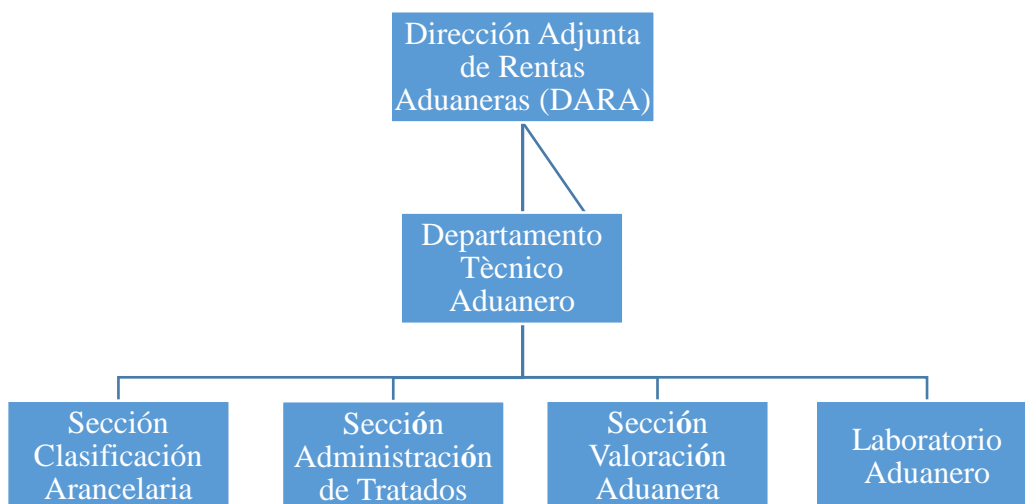 Dirección Adjunta
de Rentas
Aduaneras (DARA)
Departamento
Tècnico
Aduanero
Sección
Clasificación
Arancelaria
Sección
Administración
de Tratados
Sección
Valoración
Aduanera
Laboratorio
Aduanero